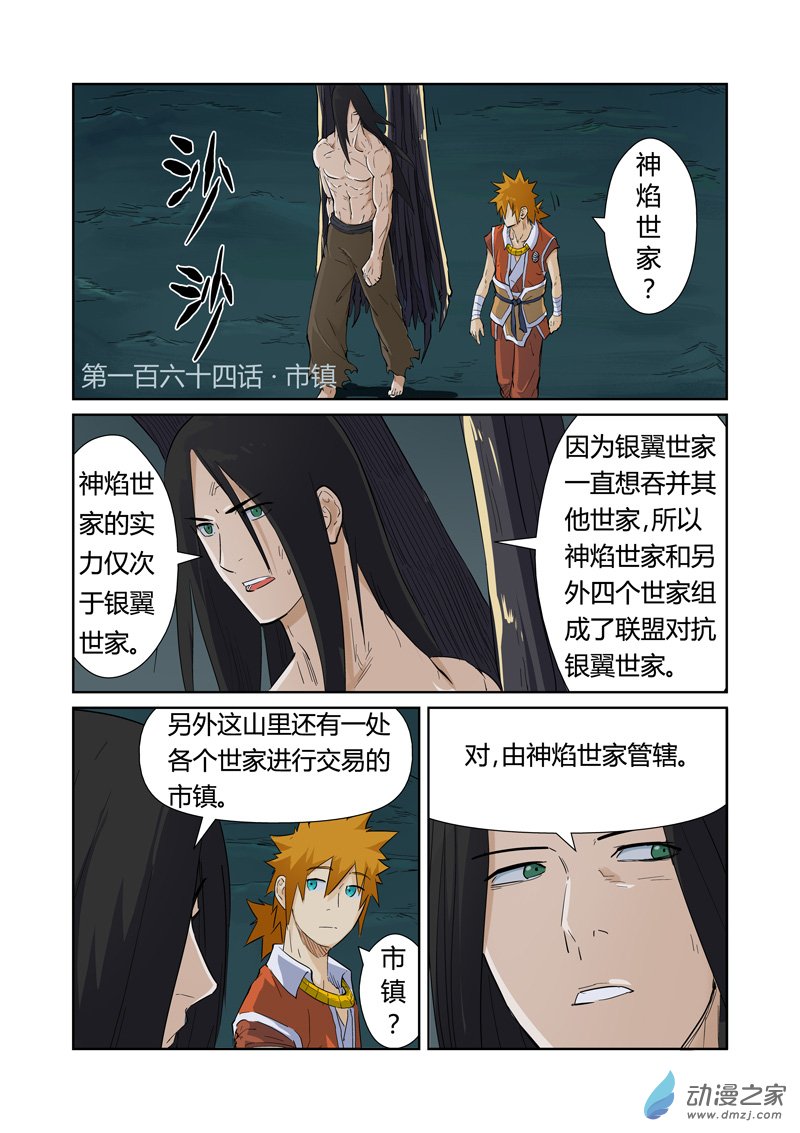 沙
沙
神
焰
世
家
？
第一百六十四话·市镇
神焰世
家的实
力仅次
于银翼
世家。
因为银翼世家
一直想吞并其
他世家，所以
神焰世家和另
外四个世家组
成了联盟对抗
银翼世家。
另外这山里还有一处
各个世家进行交易的
市镇。
市
镇
？
对，由神焰世家管辖。
动漫之家
www.dmzj.com